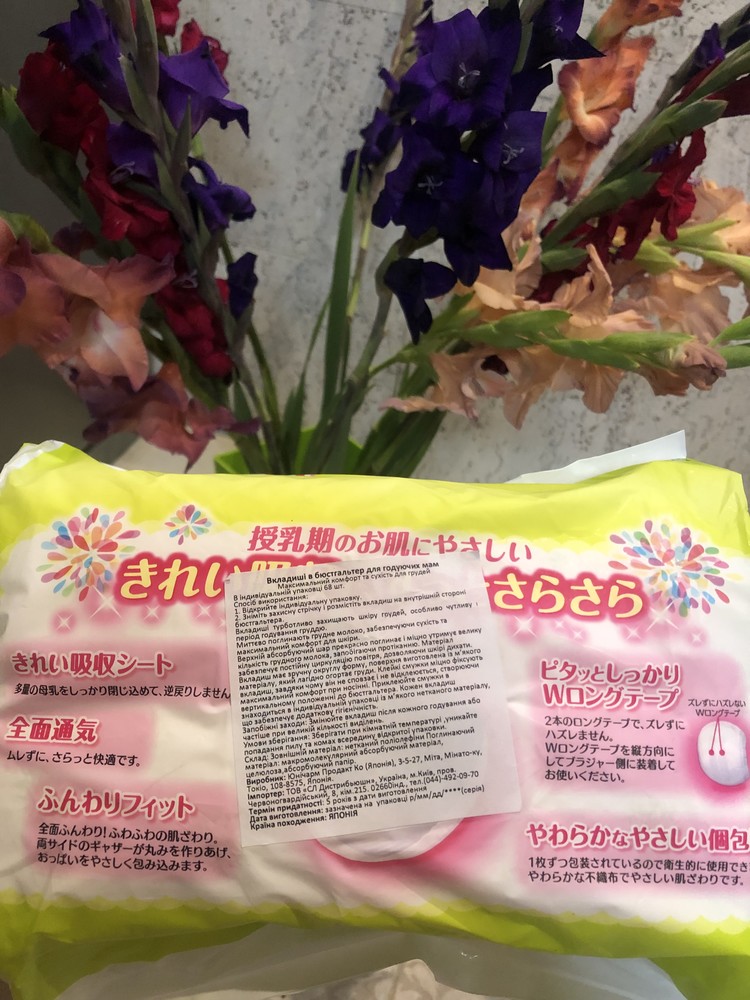 授乳期のお肌にやさしい
きれい
さらさら
きれい吸収シート
多量の母乳をしっかり閉じ込めて、逆戻りしません
全面通気
ムレずに、さらっと快適です。
ふんわりフィット
全面ふんわり!ふわふわの肌ざわり。
両サイドのギャザーが丸みを作りあげ、
おっぱいをやさしく包み込みます。
Вкладиші в бюстгальтер для годуючих мам
Максимальний комфорт та сухість для грудей
В індивідуальній упаковці 68 шт.
Спосіб використання:
1. Відкрийте індивідуальну упаковку.
2. Зніміть захисну стрічку і розмістіть вкладиш на внутрішній стороні
бюстгальтера.
Вкладиші турботливо захищають шкіру грудей, особливо чутливу в
період годування груддю.
Миттєво поглинають грудне молоко, забезпечуючи сухість та
максимальний комфорт для шкіри.
Верхній абсорбуючий шар прекрасно поглинає і міцно утримує велику
кількість грудного молока, запобігаючи протіканню. Матеріал
забезпечує постійну циркуляцію повітря, дозволяючи шкірі дихати.
Вкладиш має зручну округлу форму, поверхня виготовлена із м'якого
матеріалу, який лагідно огортає груди. Клейкі смужки міцно фіксують
вкладиш, завдяки чому він не сповзає і не відклеюється, створюючи
максимальний комфорт при носінні. Приклеюйте смужки в
вертикальному положенні до бюстгальтера. Кожен вкладиш
знаходиться в індивідуальній упаковці із м'якого нетканого матеріалу,
що забезпечує додаткову гігієнічність.
Запобіжні заходи: Змінюйте вкладиш після кожного годування або
частіше при великій кількості виділень.
Умови зберігання: Зберігати при кімнатній температурі ,уникайте
попадання пилу та комах всередину відкритої упаковки.
Склад: Зовнішній матеріал: нетканий поліолефіни Поглинаючий
матеріал: макромолекулярний абсорбуючий матеріал,
целюлоза,абсорбуючий папір.
Виробник: Юнічарм Продакт Ко (Японія), 3-5-27, Міта, Мінато-ку,
Токіо, 108-8575, Японія.
Імпортер: ТОВ «СЛ Дистрибьюшн», Україна, м.Київ, пров.
Червоногвардійський, 8, кім.215. 02660інд., тел.(044)-492-09-70
Термін придатності: 5 років з дати виготовлення
Дата виготовлення: зазначена на упаковці р/мм/дд/****(серія)
Країна походження: ЯПОНІЯ
ピタッとしっかり
Wロングテープ
2本のロングテープで、ズレずに
ハズレません。
Wロングテープを縦方向に
してブラジャー側に装着して
お使いください。
ズレずにハズレない
Wロングテープ
やわらかなやさしい個包
1枚ずつ包装されているので衛生的に使用でき
やわらかな不織布でやさしい肌ざわりです。